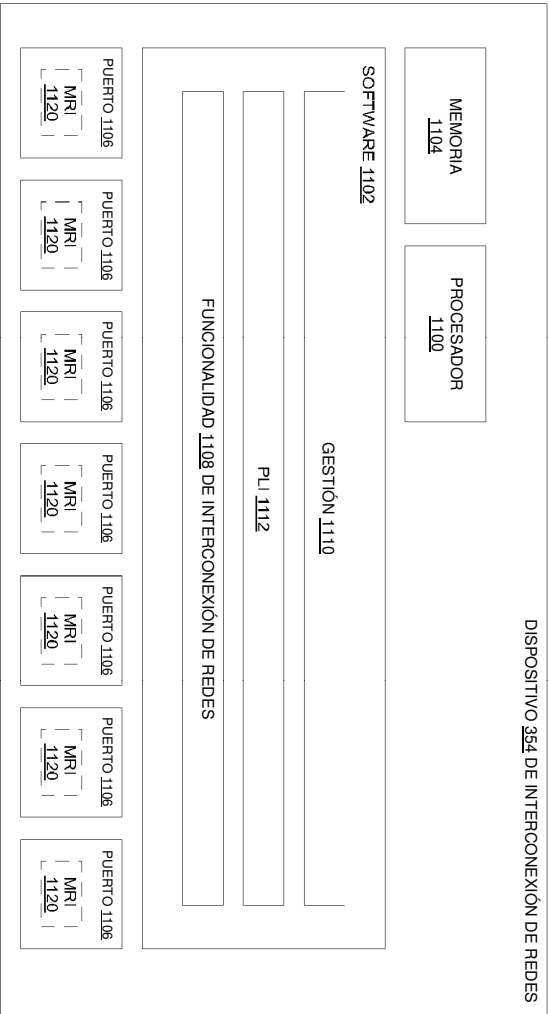 DISPOSITIVO 354 DE INTERCONEXIÓN DE REDES
MEMORIA
1104
PROCESADOR
1100
SOFTWARE 1102
GESTIÓN 1110
PLI 1112
FUNCIONALIDAD 1108 DE INTERCONEXIÓN DE REDES
PUERTO 1106
MRI
1120
PUERTO 1106
MRI
1120
PUERTO 1106
MRI
1120
PUERTO 1106
MRI
1120
PUERTO 1106
MRI
1120
PUERTO 1106
MRI
1120
PUERTO 1106
MRI
1120